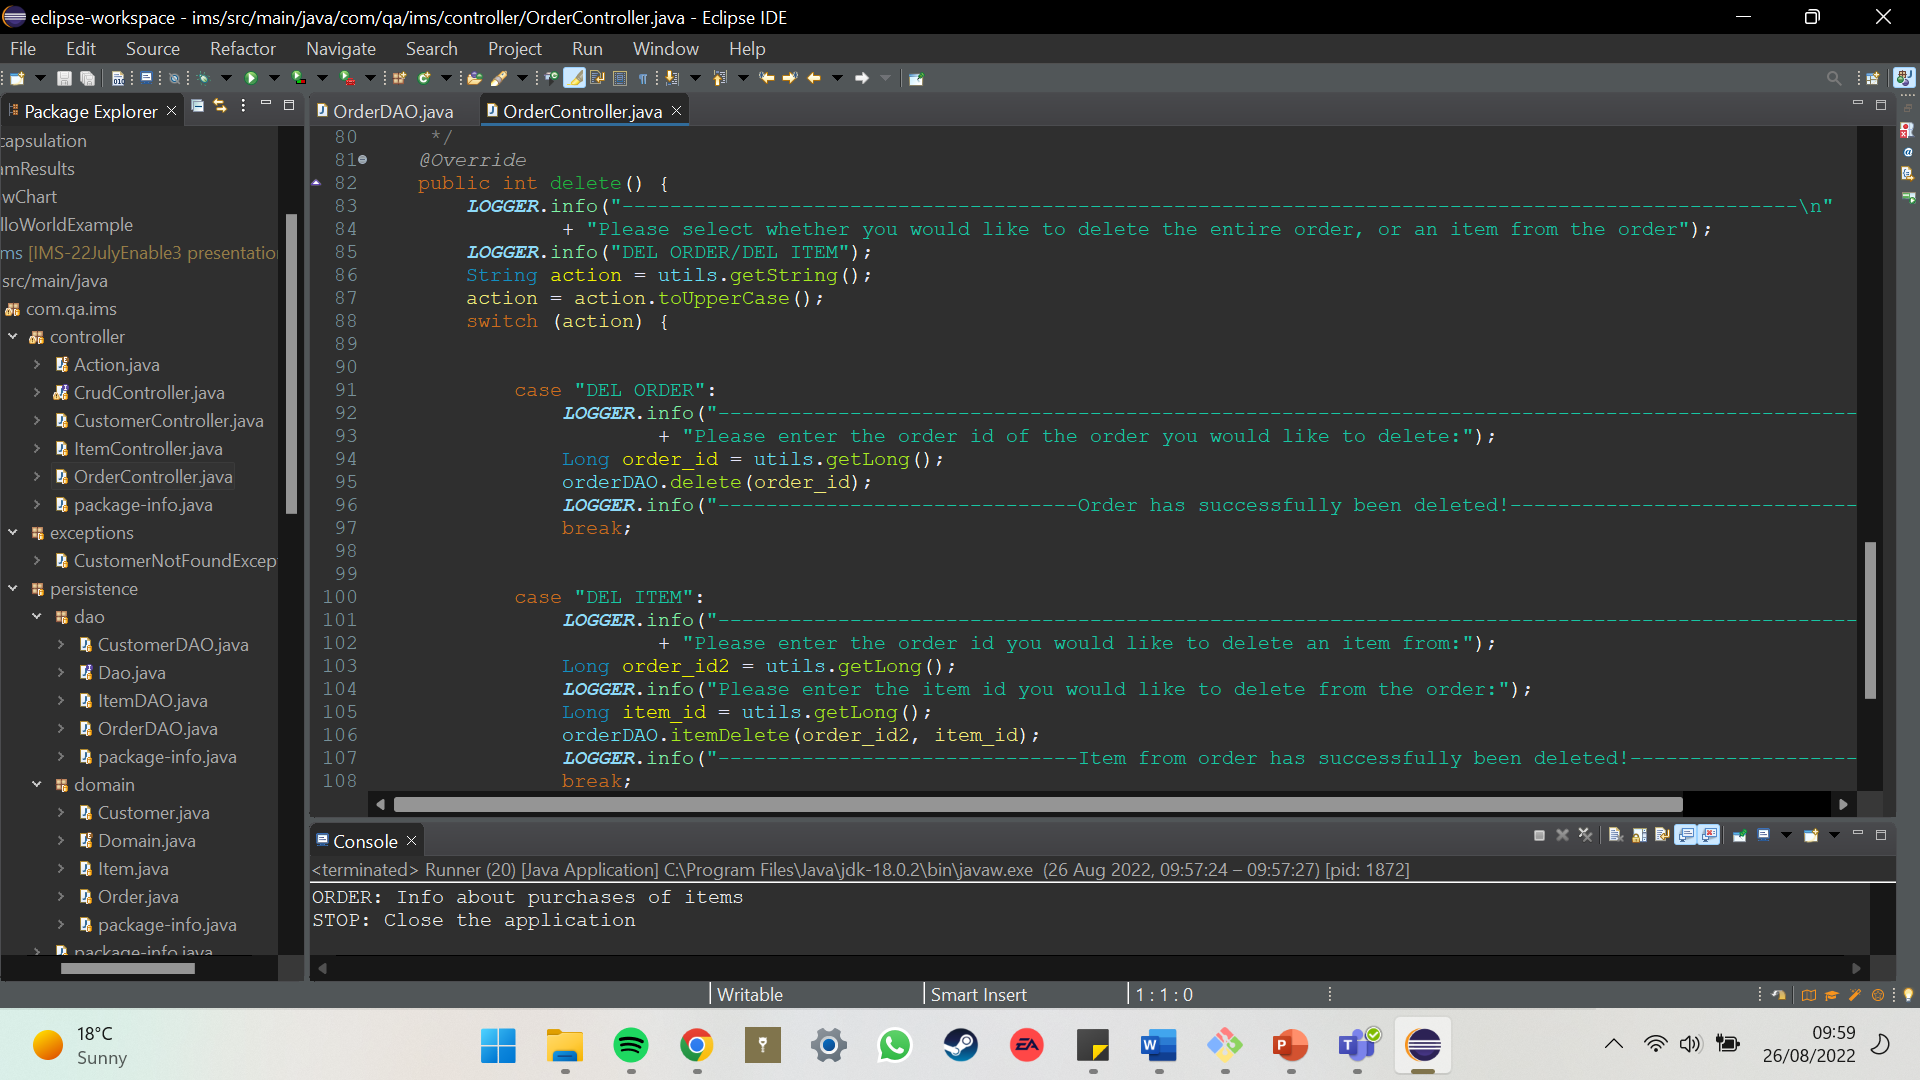 eclipse-workspace - ims/src/main/java/com/qa/ims/controller/OrderController.java - Eclipse IDE
File Edit Source Refactor Navigate Search Project Run Window Help
Package Explorer
OrderDAO.java
OrderController.java
capsulation
mResults
wChart
lloWorldExample
ms [IMS-22JulyEnable3 presentatio
src/main/java
com.qa.ims
controller
Action.java
CrudController.java
CustomerController.java
ItemController.java
OrderController.java
package-info.java
exceptions
CustomerNotFoundExcep
persistence
dao
CustomerDAO.java
Dao.java
ItemDAO.java
OrderDAO.java
package-info.java
domain
Customer.java
Domain.java
Item.java
Order.java
package-info.java
package-info.java
80 */
81 @Override
82 public int delete() {
83 LOGGER.info("--------------------------------------------------------------------------------------------------\n"
84 + "Please select whether you would like to delete the entire order, or an item from the order");
85 LOGGER.info("DEL ORDER/DEL ITEM");
86 String action = utils.getString();
87 action = action.toUpperCase();
88 switch (action) {
89
90
91 case "DEL ORDER":
92 LOGGER.info("-----------------------------------------------------------------------------------------------
93 + "Please enter the order id of the order you would like to delete:");
94 Long order_id = utils.getLong();
95 orderDAO.delete(order_id);
96 LOGGER.info("------------------------------Order has successfully been deleted!-----------------------------
97 break;
98
99
100 case "DEL ITEM":
101 LOGGER.info("-----------------------------------------------------------------------------------------------
102 + "Please enter the order id you would like to delete an item from:");
103 Long order_id2 = utils.getLong();
104 LOGGER.info("Please enter the item id you would like to delete from the order:");
105 Long item_id = utils.getLong();
106 orderDAO.itemDelete(order_id2, item_id);
107 LOGGER.info("------------------------------Item from order has successfully been deleted!-------------------
108 break;
Console
<terminated> Runner (20) [Java Application] C:\Program Files\Java\jdk-18.0.2\bin\javaw.exe (26 Aug 2022, 09:57:24 – 09:57:27) [pid: 1872]
ORDER: Info about purchases of items
STOP: Close the application
Writable Smart Insert 1 : 1 : 0
18°C
Sunny
09:59
26/08/2022